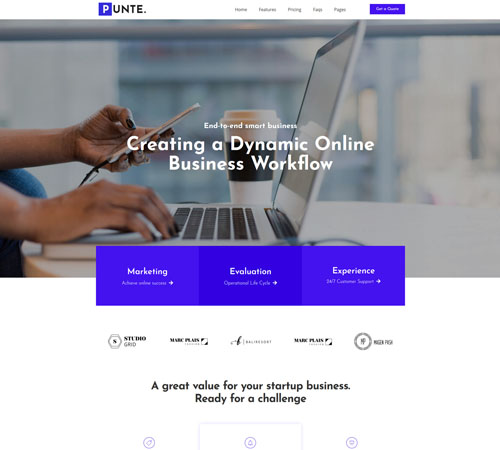 PUNTE.
Home Features Pricing Faqs Pages Get a Quote
End-to-end smart business
Creating a Dynamic Online
Business Workflow
Marketing Evaluation Experience
Achieve online success → Operational Life Cycle → 24/7 Customer Support →
STUDIO
GRID
MARC PLAIS
BALIRESORT
MARC PLAIS
A great value for your startup business.
Ready for a challenge